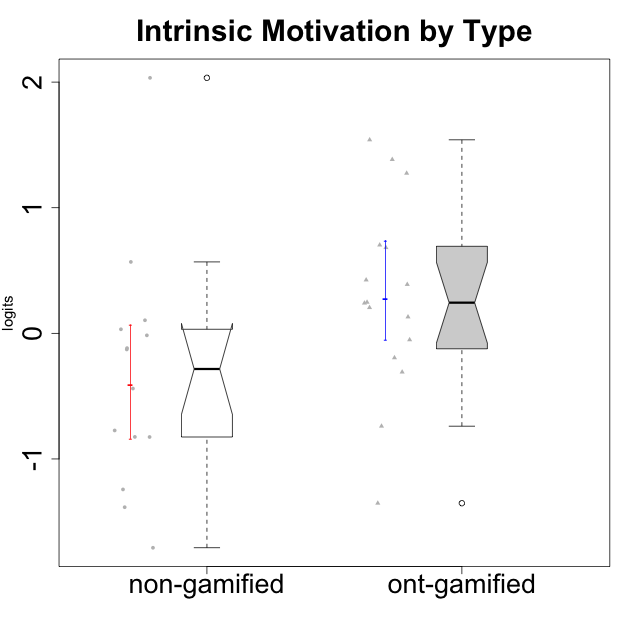 Intrinsic Motivation by Type
logits
2
1
0
-1
non-gamified
ont-gamified